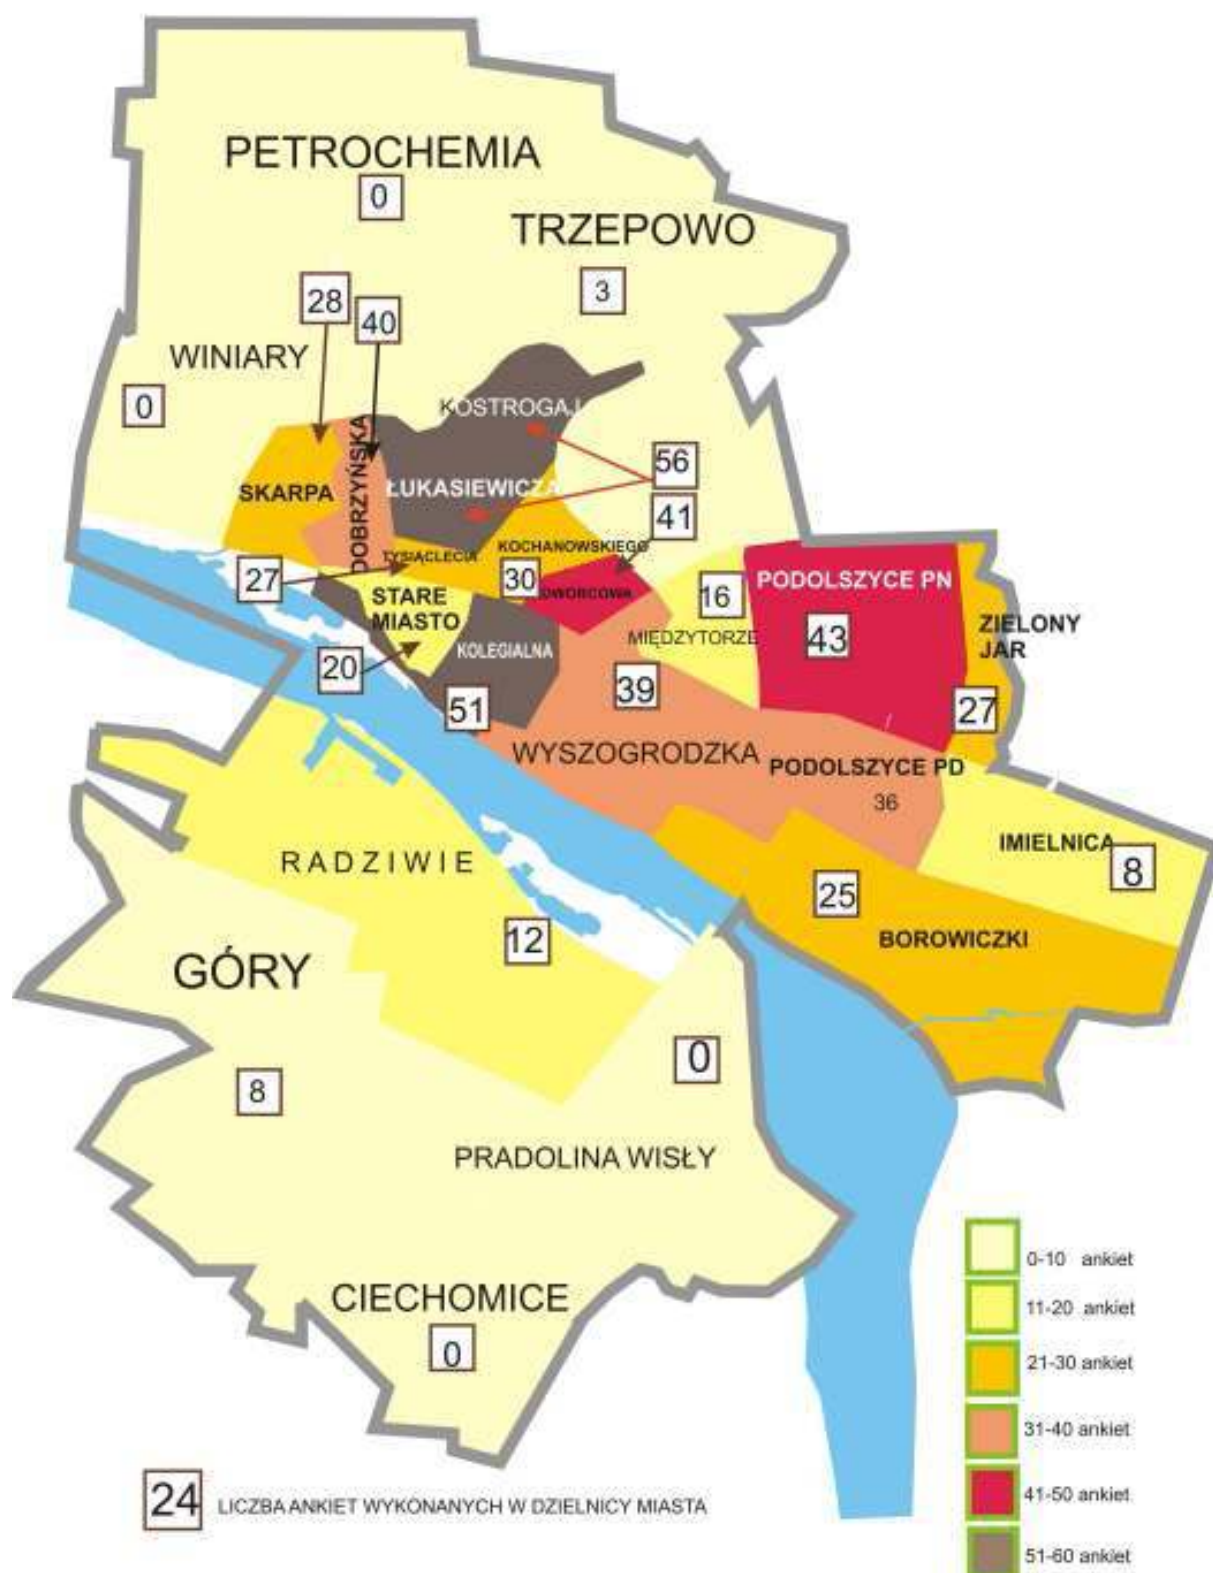 PETROCHEMIA
0
TRZEPOWO
3
28
40
WINIARY
0
KOSTROGAJ
DOBRZYŃSKA
56
SKARPA
ŁUKASIEWICZA
41
KOCHANOWSKIEGO
TYSIĄCLECIA
27
30
DWORCOWA
PODOLSZYCE PN
16
STARE
MIASTO
43
ZIELONY
JAR
MIĘDZYTORZE
KOLEGIALNA
20
39
51
27
WYSZOGRODZKA
PODOLSZYCE PD
36
IMIELNICA
8
RADZIWIE
25
12
BOROWICZKI
GÓRY
0
8
PRADOLINA WISŁY
CIECHOMICE
0
0-10 ankiet
11-20 ankiet
21-30 ankiet
31-40 ankiet
41-50 ankiet
51-60 ankiet
24 LICZBA ANKIET WYKONANYCH W DZIELNICY MIASTA